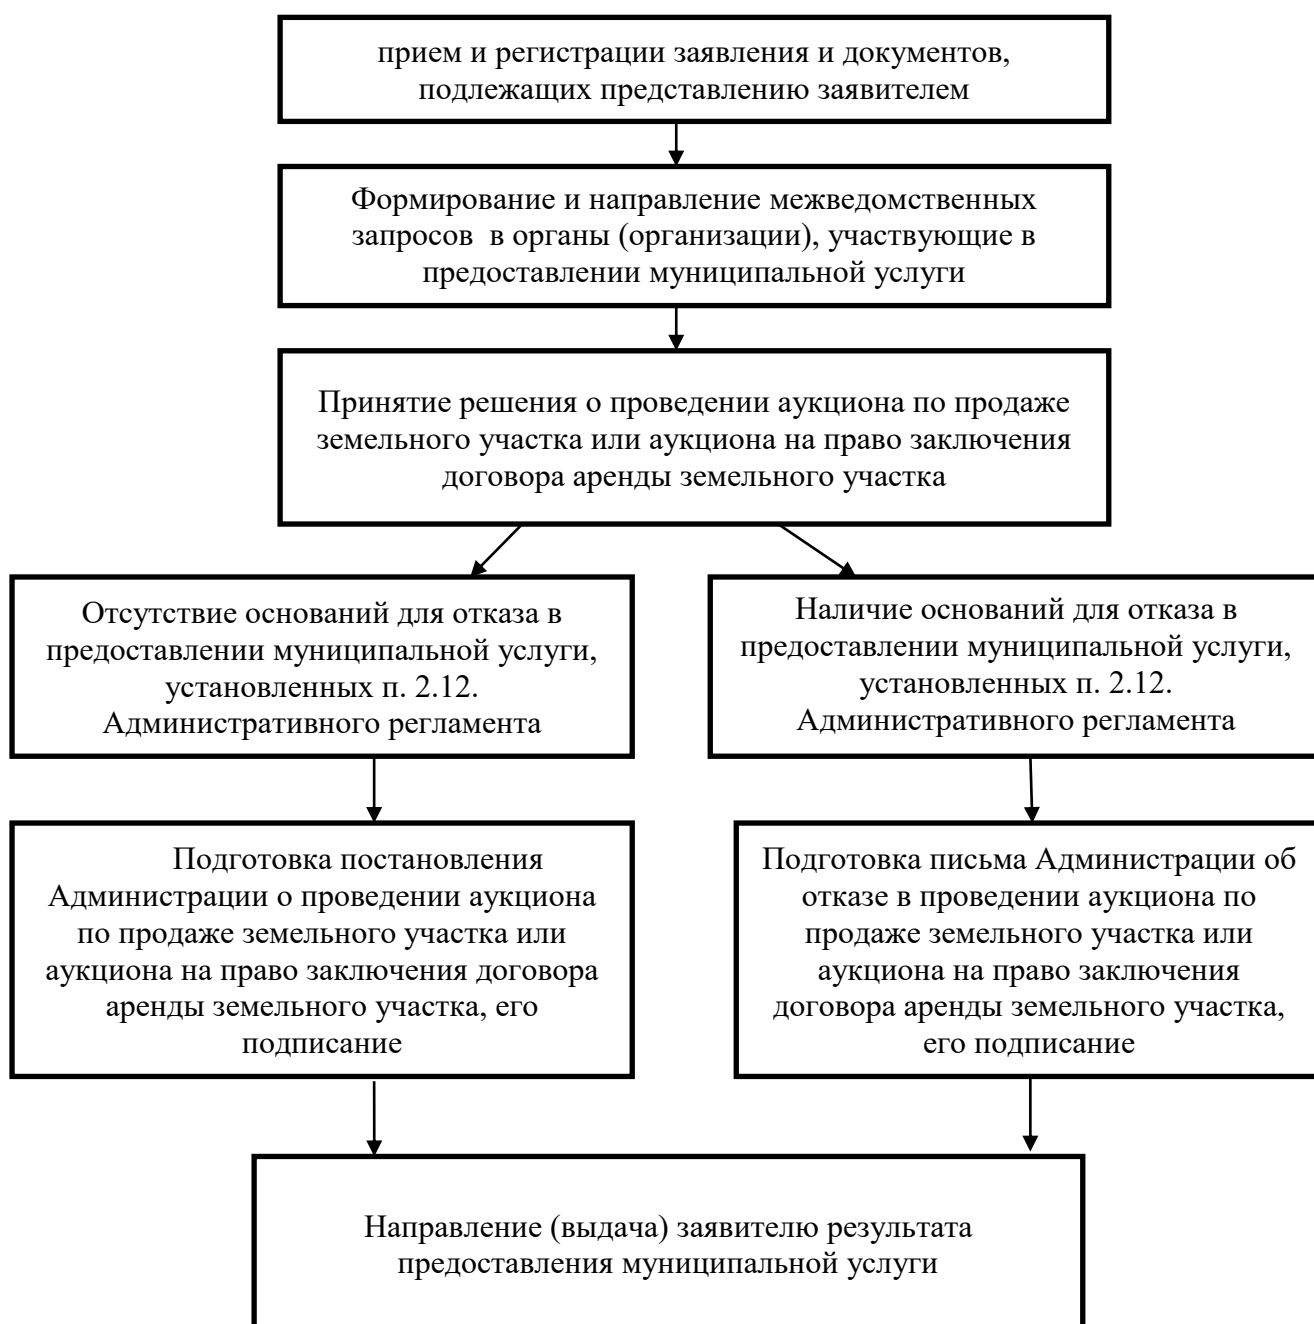 прием и регистрации заявления и документов,
подлежащих представлению заявителем
Формирование и направление межведомственных
запросов  в органы (организации), участвующие в
предоставлении муниципальной услуги
Принятие решения о проведении аукциона по продаже
земельного участка или аукциона на право заключения
договора аренды земельного участка
Отсутствие оснований для отказа в
предоставлении муниципальной услуги,
установленных п. 2.12.
Административного регламента
Наличие оснований для отказа в
предоставлении муниципальной услуги,
установленных п. 2.12.
Административного регламента
Подготовка постановления
Администрации о проведении аукциона
по продаже земельного участка или
аукциона на право заключения договора
аренды земельного участка, его
подписание
Подготовка письма Администрации об
отказе в проведении аукциона по
продаже земельного участка или
аукциона на право заключения
договора аренды земельного участка,
его подписание
Направление (выдача) заявителю результата
предоставления муниципальной услуги